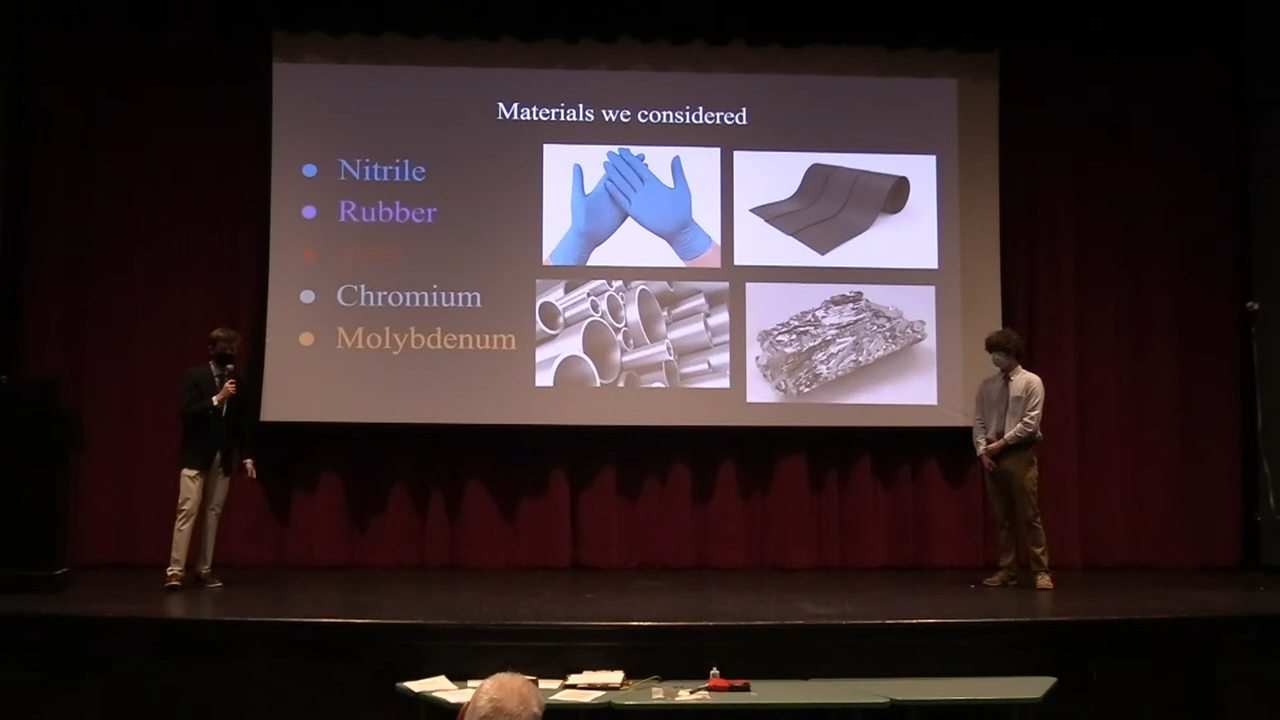 Materials we considered
Nitrile
Rubber
Chromium
Molybdenum